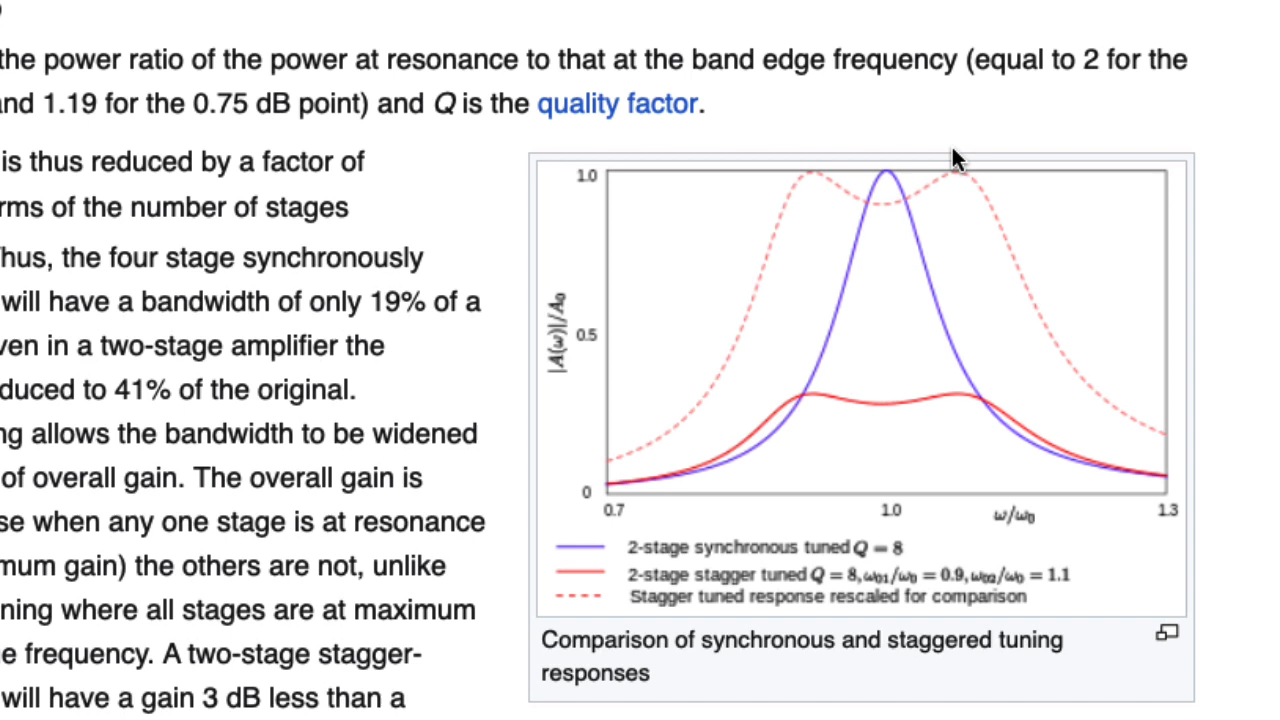 the power ratio of the power at resonance to that at the band edge frequency (equal to 2 for the
and 1.19 for the 0.75 dB point) and Q is the quality factor.
is thus reduced by a factor of
rms of the number of stages
hus, the four stage synchronously
will have a bandwidth of only 19% of a
ven in a two-stage amplifier the
duced to 41% of the original.
ng allows the bandwidth to be widened
of overall gain. The overall gain is
se when any one stage is at resonance
mum gain) the others are not, unlike
ning where all stages are at maximum
e frequency. A two-stage stagger-
will have a gain 3 dB less than a
1.0
|A(ω)|/A₀
0.5
0
0.7 1.0 ω/ω₀ 1.3
2-stage synchronous tuned Q = 8
2-stage stagger tuned Q = 8, ω₀₁/ω₀ = 0.9, ω₀₂/ω₀ = 1.1
Stagger tuned response rescaled for comparison
Comparison of synchronous and staggered tuning
responses